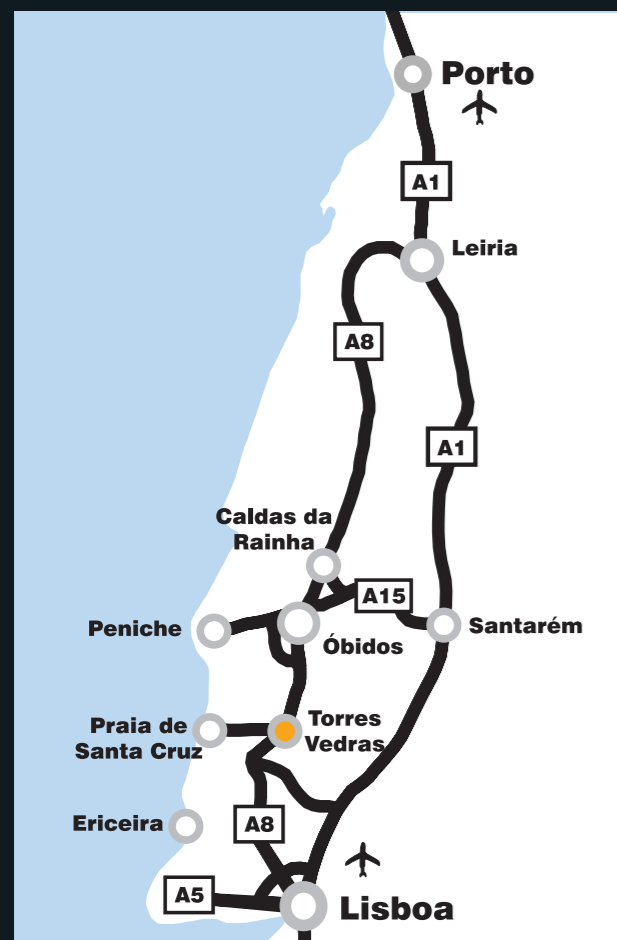 Porto
A1
Leiria
A8
A1
Caldas da
Rainha
A15
Peniche
Santarém
Óbidos
Torres
Vedras
Praia de
Santa Cruz
Ericeira
A8
A5
Lisboa